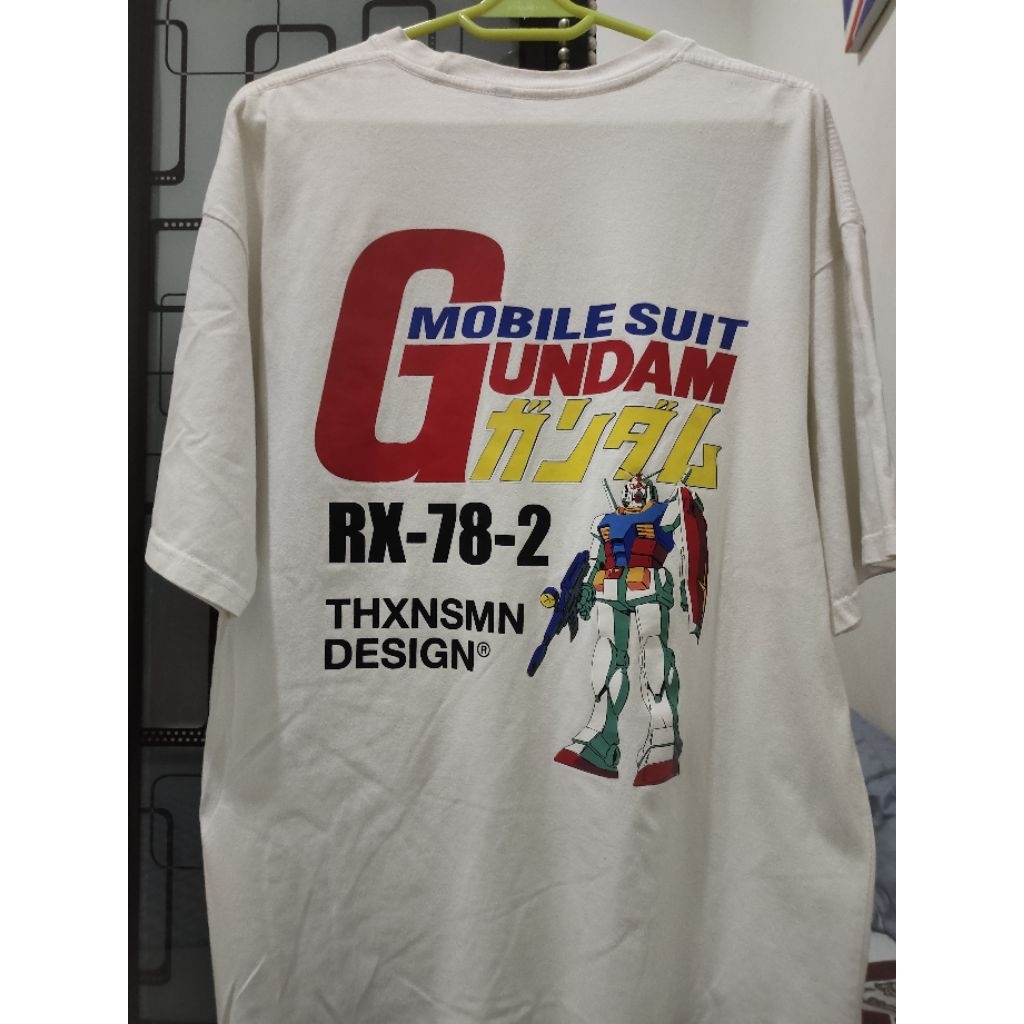 MOBILE SUIT
GUNDAM
ガンダム
RX-78-2
THXNSMN
DESIGN®